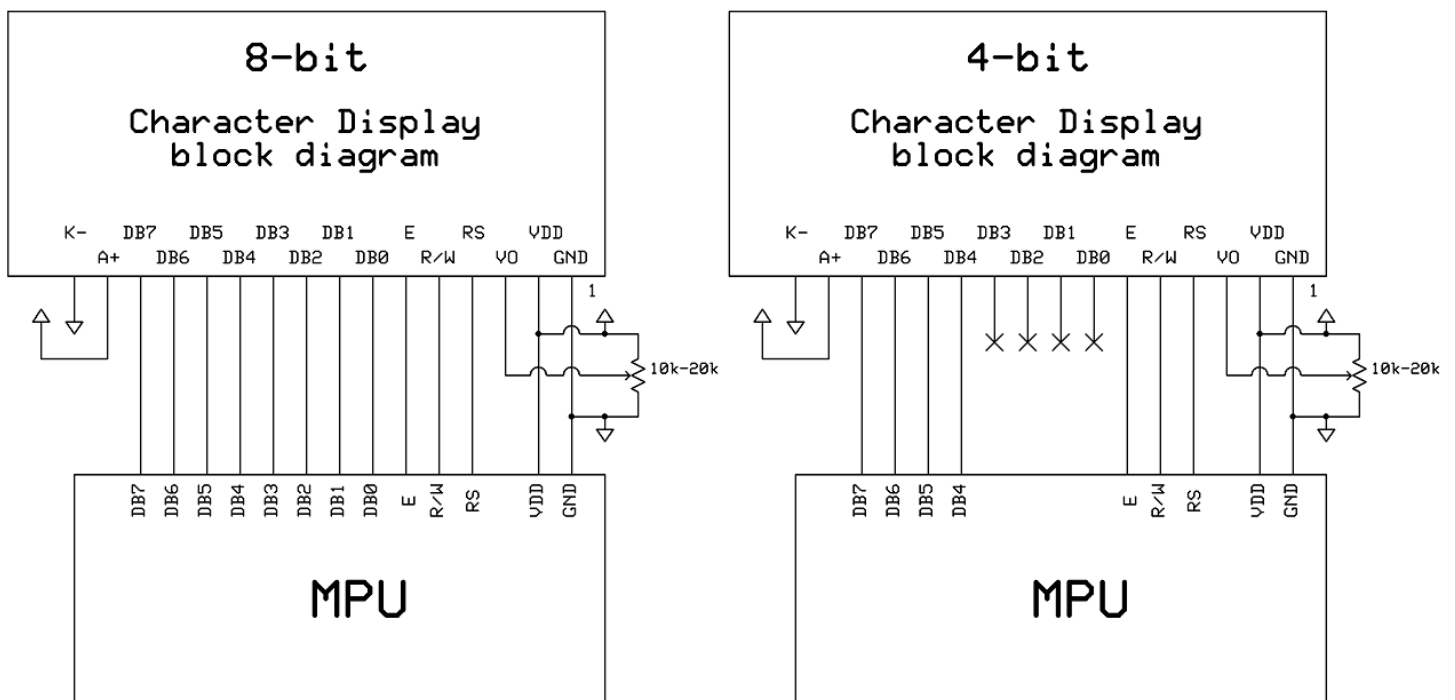 8-bit
Character Display
block diagram
K- DB7 DB5 DB3 DB1 E RS VDD
A+ DB6 DB4 DB2 DB0 R/W VO GND
1
10k-20k
DB7 DB6 DB5 DB4 DB3 DB2 DB1 DB0 E R/W RS VDD GND
MPU
4-bit
Character Display
block diagram
K- DB7 DB5 DB3 DB1 E RS VDD
A+ DB6 DB4 DB2 DB0 R/W VO GND
1
10k-20k
DB7 DB6 DB5 DB4 E R/W RS VDD GND
MPU